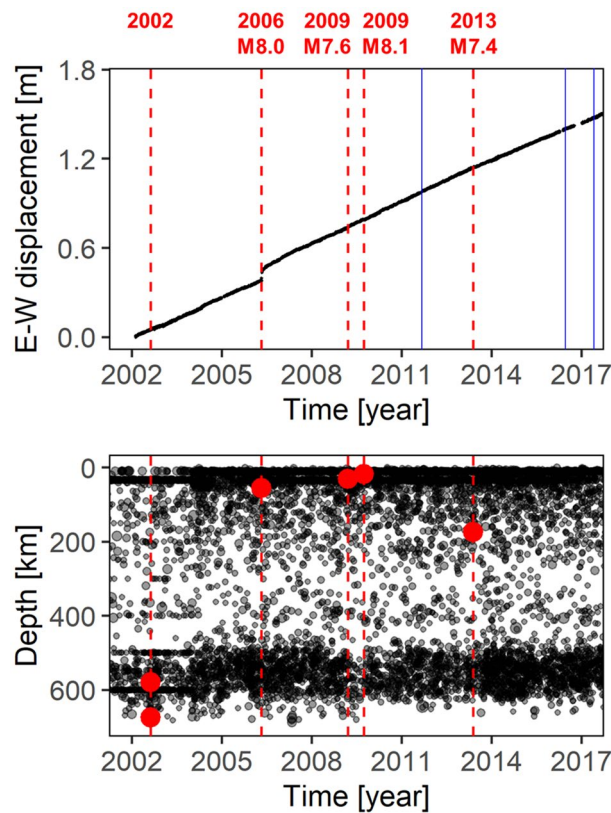 2002 2006 2009 2009 2013
M8.0 M7.6 M8.1 M7.4
1.8
1.2
0.6
0.0
E-W displacement [m]
2002 2005 2008 2011 2014 2017
Time [year]
0
200
400
600
Depth [km]
2002 2005 2008 2011 2014 2017
Time [year]